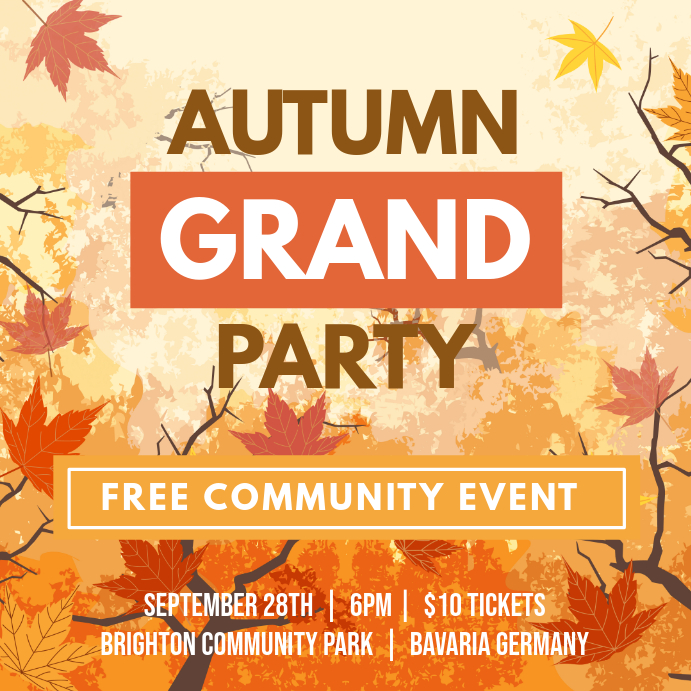 AUTUMN
GRAND
PARTY
FREE COMMUNITY EVENT
SEPTEMBER 28TH | 6PM | $10 TICKETS
BRIGHTON COMMUNITY PARK | BAVARIA GERMANY